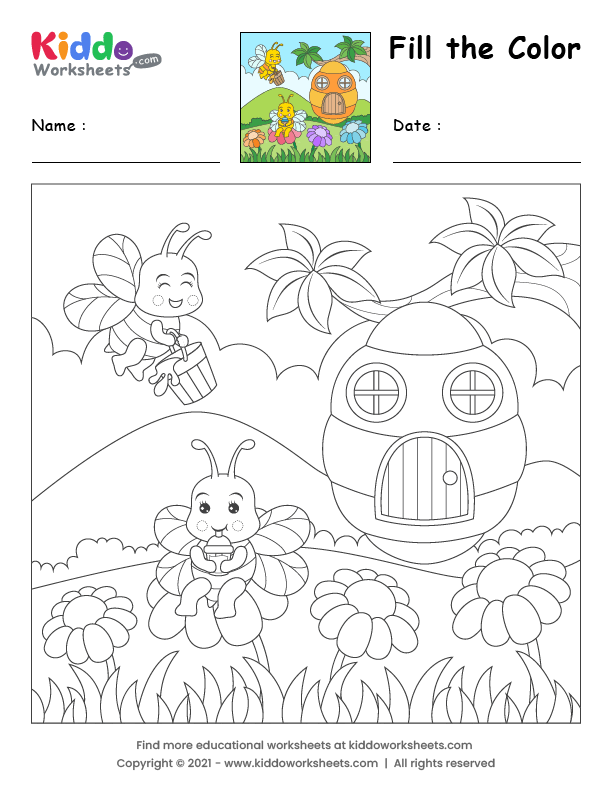 Kiddo
Worksheets.com
Fill the Color
Name :
Date :
Find more educational worksheets at kiddoworksheets.com
Copyright © 2021 - www.kiddoworksheets.com | All rights reserved